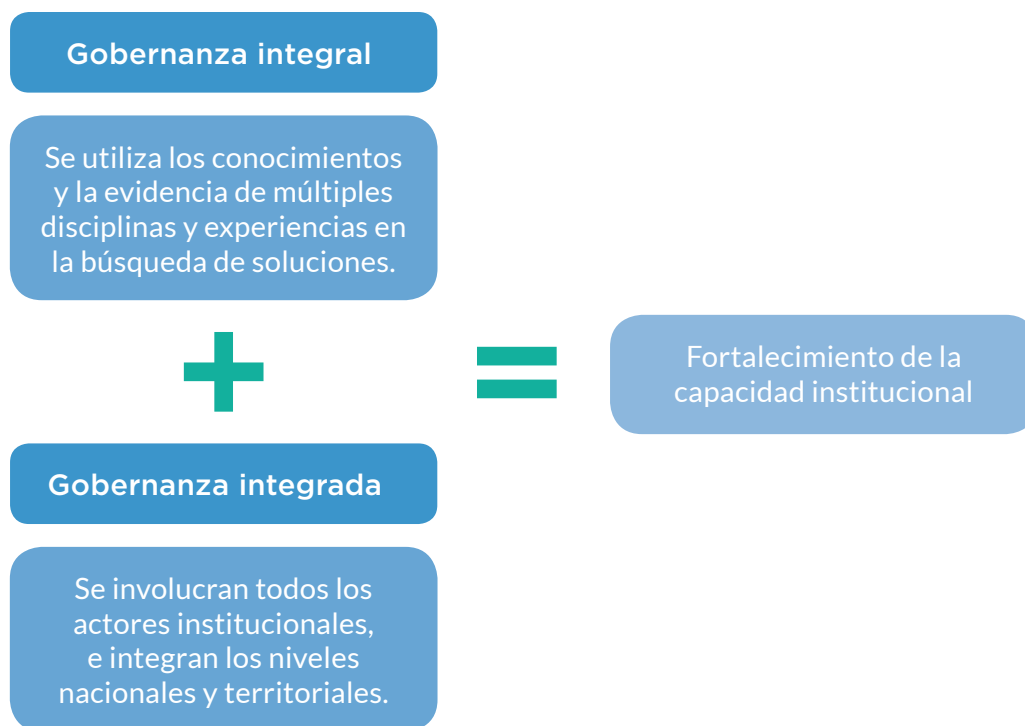 Gobernanza integral
Se utiliza los conocimientos
y la evidencia de múltiples
disciplinas y experiencias en
la búsqueda de soluciones.
+
=
Fortalecimiento de la
capacidad institucional
Gobernanza integrada
Se involucran todos los
actores institucionales,
e integran los niveles
nacionales y territoriales.